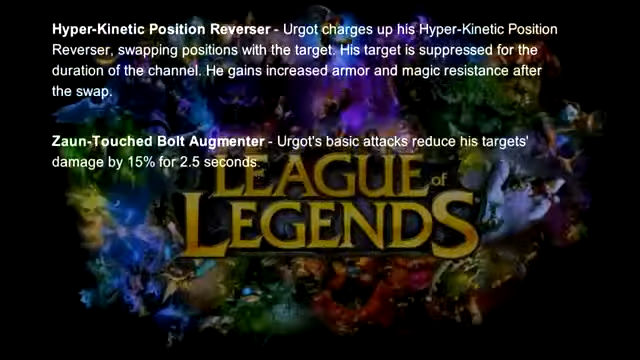 Hyper-Kinetic Position Reverser - Urgot charges up his Hyper-Kinetic Position
Reverser, swapping positions with the target. His target is suppressed for the
duration of the channel. He gains increased armor and magic resistance after
the swap.
Zaun-Touched Bolt Augmenter - Urgot's basic attacks reduce his targets'
damage by 15% for 2.5 seconds.
LEAGUE of
LEGENDS